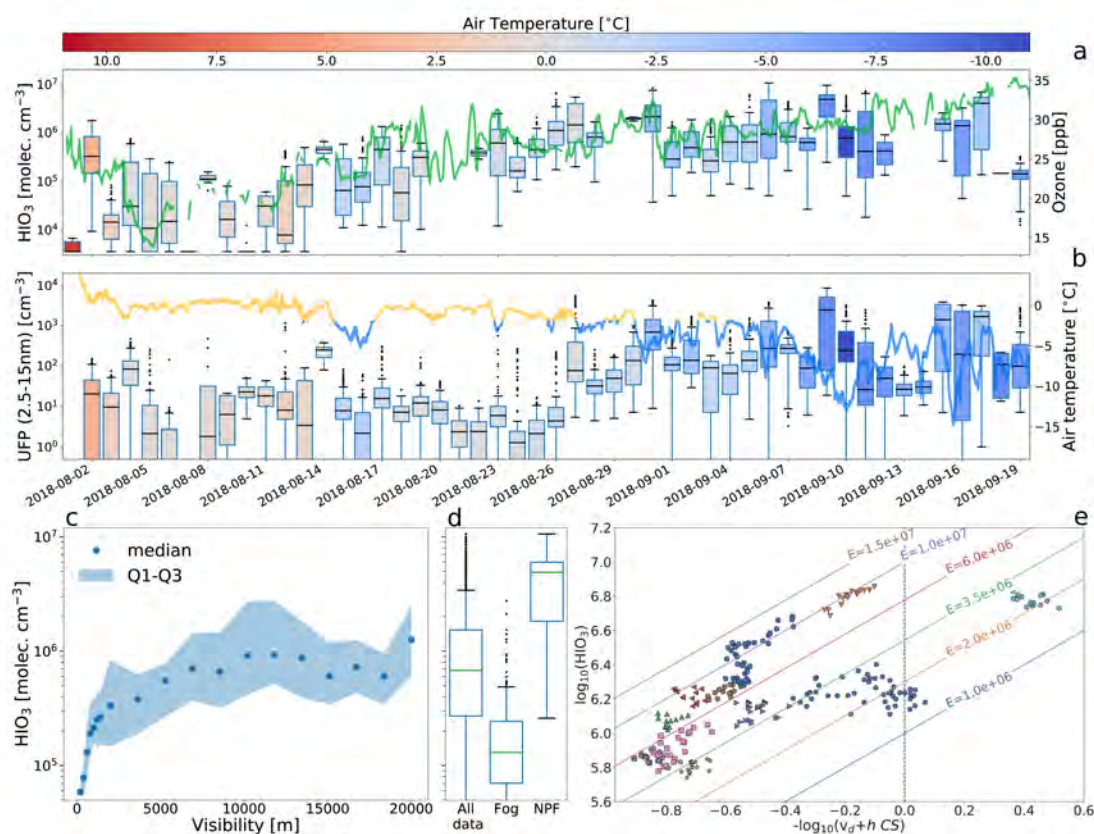 Air Temperature [°C]
10.0 7.5 5.0 2.5 0.0 -2.5 -5.0 -7.5 -10.0
a
HIO3 [molec. cm-3]
10^7
10^6
10^5
10^4
35
30
25
20
15
Ozone [ppb]
b
UFP (2.5-15nm) [cm-3]
10^4
10^3
10^2
10^1
10^0
0
-5
-10
-15
Air temperature [°C]
2018-08-02 2018-08-05 2018-08-08 2018-08-11 2018-08-14 2018-08-17 2018-08-20 2018-08-23 2018-08-26 2018-08-29 2018-09-01 2018-09-04 2018-09-07 2018-09-10 2018-09-13 2018-09-16 2018-09-19
c
median
Q1-Q3
HIO3 [molec. cm-3]
10^7
10^6
10^5
0 5000 10000 15000 20000
Visibility [m]
d
All data
Fog
NPF
e
log10(HIO3)
7.2
7.0
6.8
6.6
6.4
6.2
6.0
5.8
5.6
E=1.5e+07
E=1.0e+07
E=6.0e+06
E=3.5e+06
E=2.0e+06
E=1.0e+06
−0.8 −0.6 −0.4 −0.2 0.0 0.2 0.4 0.6
-log10(vd+h CS)